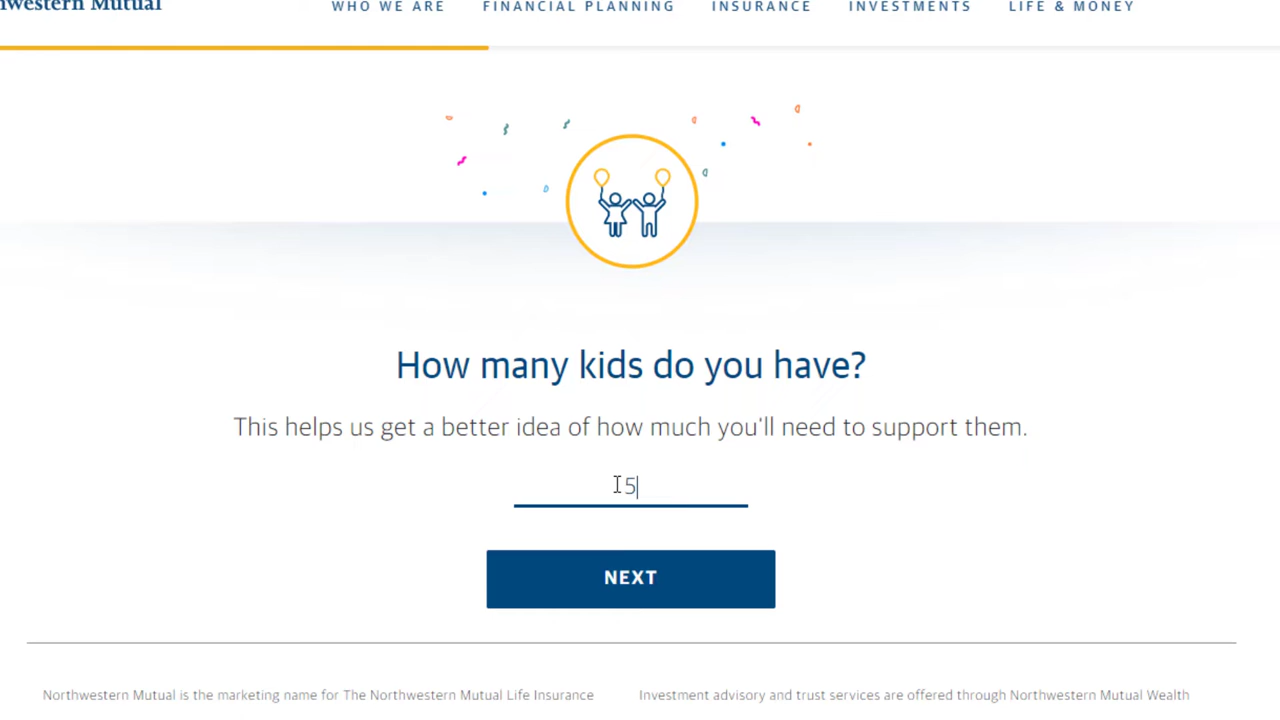 western Mutual
WHO WE ARE FINANCIAL PLANNING INSURANCE INVESTMENTS LIFE & MONEY
How many kids do you have?
This helps us get a better idea of how much you'll need to support them.
5
NEXT
Northwestern Mutual is the marketing name for The Northwestern Mutual Life Insurance
Investment advisory and trust services are offered through Northwestern Mutual Wealth